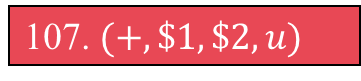 107. (+, $1, $2, u)